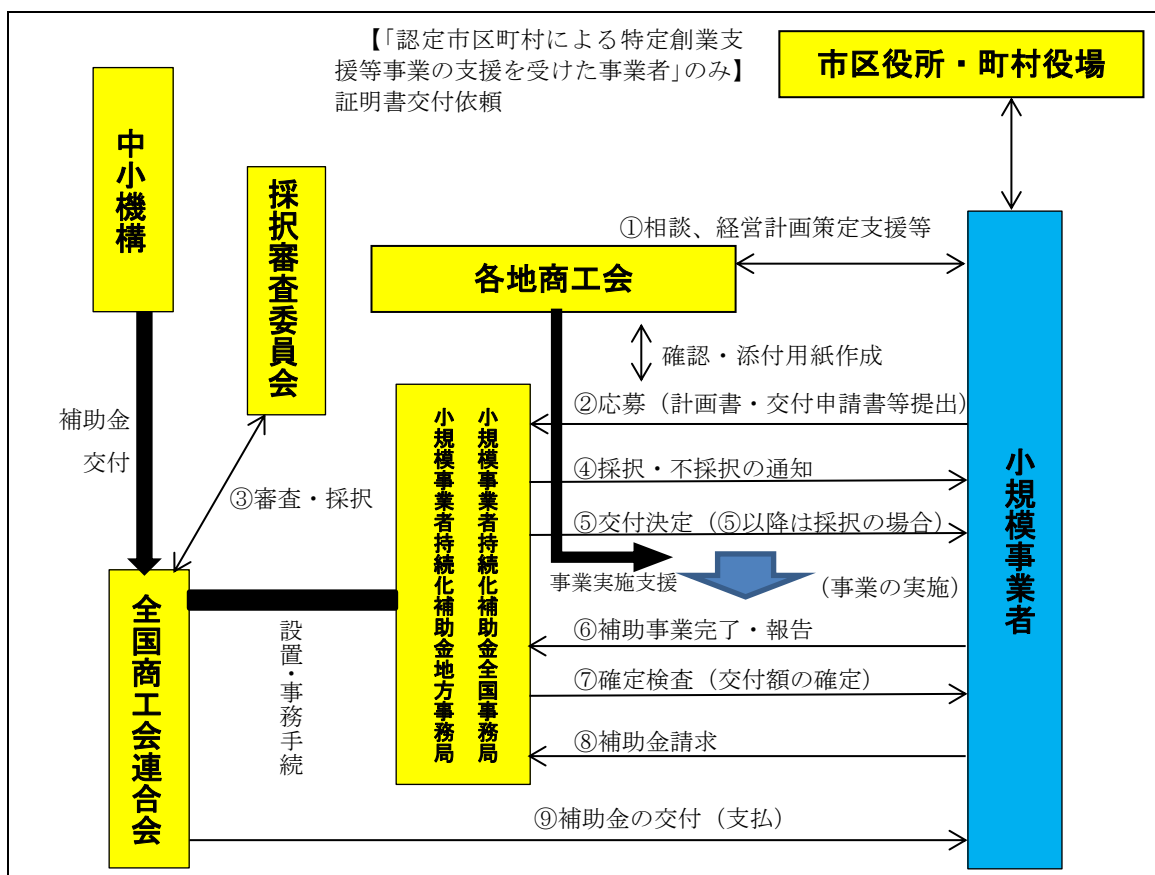 【｢認定市区町村による特定創業支
援等事業の支援を受けた事業者｣のみ】
証明書交付依頼
市区役所・町村役場
中小機構
採択審査委員会
①相談、経営計画策定支援等
各地商工会
確認・添付用紙作成
②応募（計画書・交付申請書等提出）
補助金
交付
③審査・採択
小規模事業者持続化補助金全国事務局
小規模事業者持続化補助金地方事務局
④採択・不採択の通知
⑤交付決定（⑤以降は採択の場合）
事業実施支援
（事業の実施）
小規模事業者
全国商工会連合会
設置・事務手続
⑥補助事業完了・報告
⑦確定検査（交付額の確定）
⑧補助金請求
⑨補助金の交付（支払）